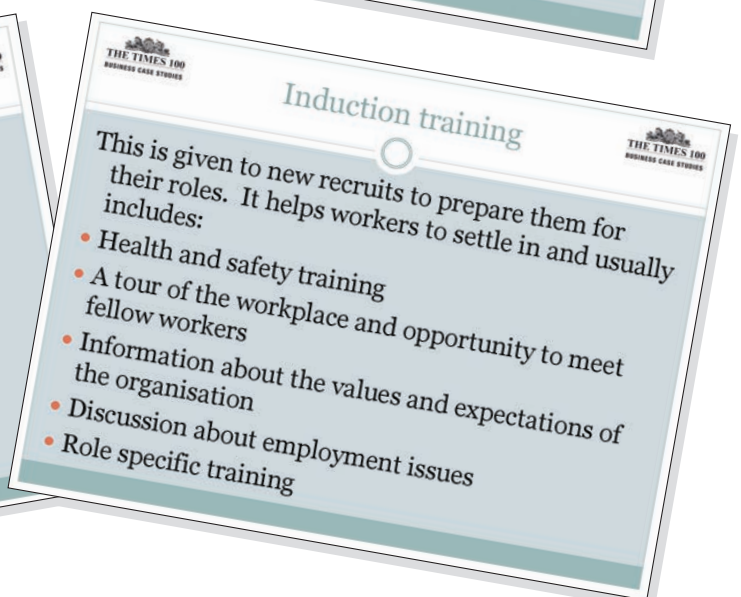 THE TIMES 100
BUSINESS CASE STUDIES
Induction training
THE TIMES 100
BUSINESS CASE STUDIES
This is given to new recruits to prepare them for
their roles.  It helps workers to settle in and usually
includes:
• Health and safety training
• A tour of the workplace and opportunity to meet
fellow workers
• Information about the values and expectations of
the organisation
• Discussion about employment issues
• Role specific training